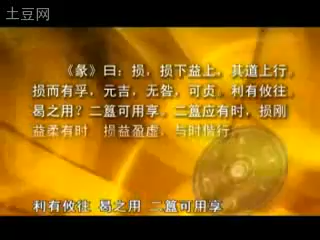 土豆网
《彖》曰：损，损下益上，其道上行。
损而有孚，元吉，无咎，可贞。利有攸往，
曷之用？二簋可用享。二簋应有时，损刚
益柔有时。损益盈虚，与时偕行。
利有攸往 曷之用 二簋可用享